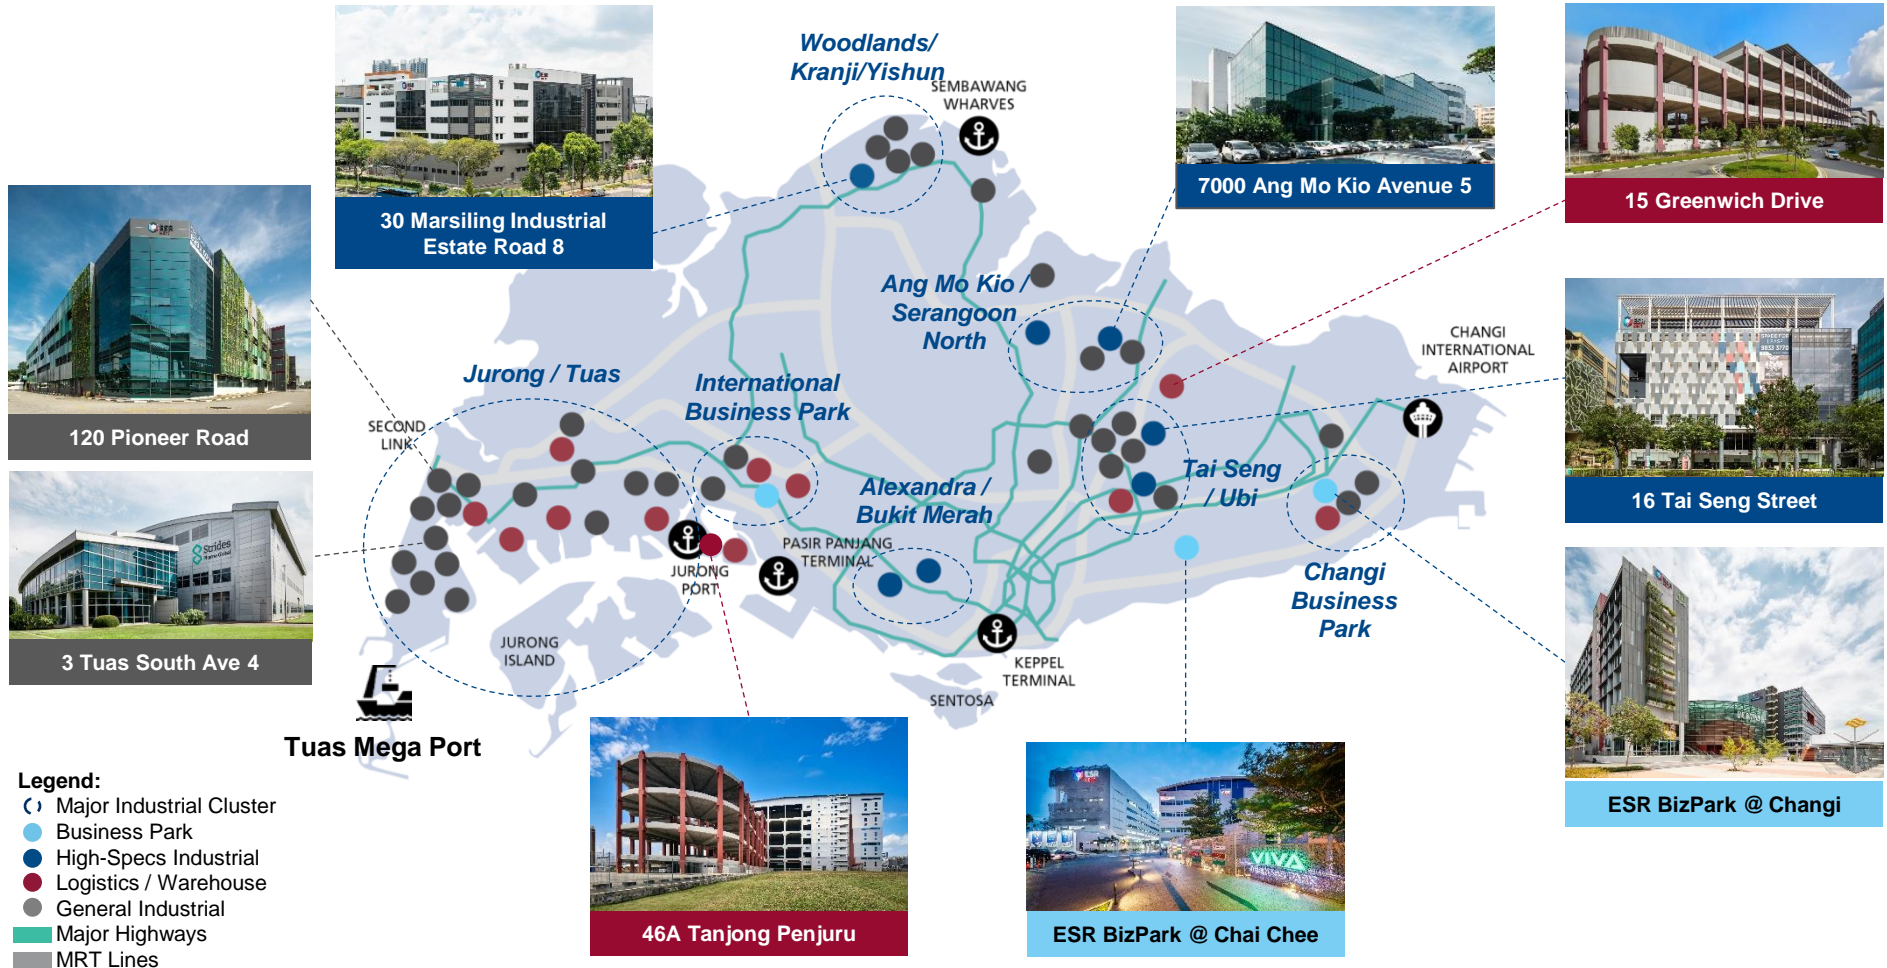 Woodlands/
Kranji/Yishun
SEMBAWANG
WHARVES
30 Marsiling Industrial
Estate Road 8
7000 Ang Mo Kio Avenue 5
15 Greenwich Drive
120 Pioneer Road
Ang Mo Kio /
Serangoon
North
CHANGI
INTERNATIONAL
AIRPORT
Jurong / Tuas
International
Business Park
SECOND
LINK
Alexandra /
Bukit Merah
Tai Seng
/ Ubi
16 Tai Seng Street
Strides
3 Tuas South Ave 4
PASIR PANJANG
TERMINAL
JURONG
PORT
Changi
Business
Park
JURONG
ISLAND
KEPPEL
TERMINAL
SENTOSA
Tuas Mega Port
ESR
VIVA
46A Tanjong Penjuru
ESR BizPark @ Chai Chee
ESR BizPark @ Changi
Legend:
Major Industrial Cluster
Business Park
High-Specs Industrial
Logistics / Warehouse
General Industrial
Major Highways
MRT Lines